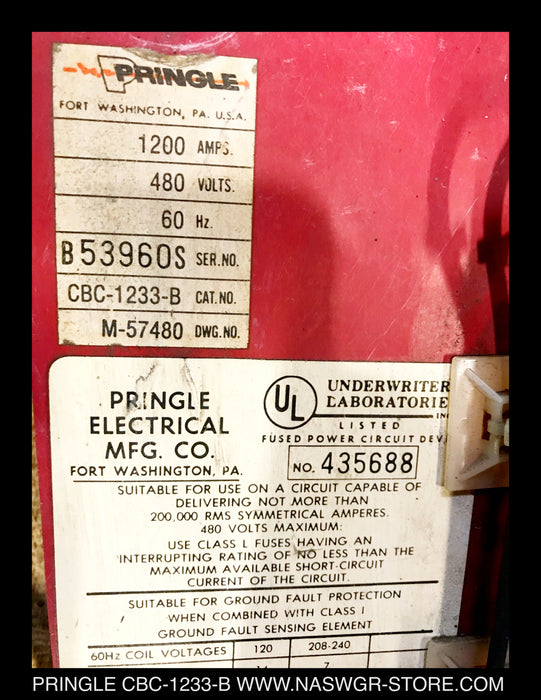 PRINGLE
FORT WASHINGTON, PA. U.S.A.
1200 AMPS.
480 VOLTS.
60 Hz.
B53960S SER.NO.
CBC-1233-B CAT.NO.
M-57480 DWG.NO.
PRINGLE
ELECTRICAL
MFG. CO.
FORT WASHINGTON, PA.
UL
UNDERWRITER
LABORATORIE
IN
LISTED
FUSED POWER CIRCUIT DEV
NO. 435688
SUITABLE FOR USE ON A CIRCUIT CAPABLE OF
DELIVERING NOT MORE THAN
200,000 RMS SYMMETRICAL AMPERES.
480 VOLTS MAXIMUM:
USE CLASS L FUSES HAVING AN
INTERRUPTING RATING OF NO LESS THAN THE
MAXIMUM AVAILABLE SHORT-CIRCUIT
CURRENT OF THE CIRCUIT.
SUITABLE FOR GROUND FAULT PROTECTION
WHEN COMBINED WITH CLASS I
GROUND FAULT SENSING ELEMENT
60HZ COIL VOLTAGES 120 208-240
7
PRINGLE CBC-1233-B WWW.NASWGR-STORE.COM